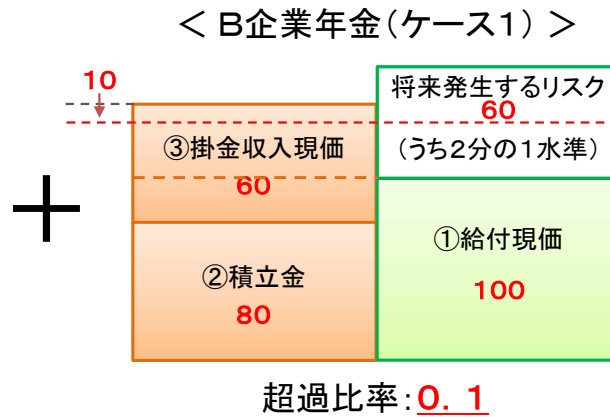 ＜ B企業年金(ケース1) ＞
10
将来発生するリスク
60
(うち2分の1水準)
③掛金収入現価
60
＋
①給付現価
100
②積立金
80
超過比率:０.１